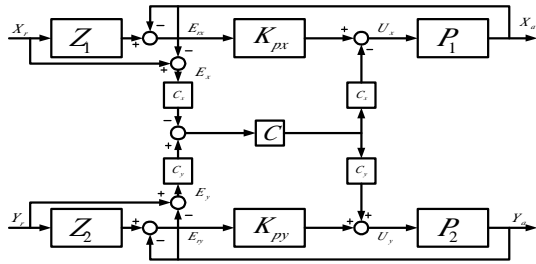 X_r Z_1 E_rx K_px U_x P_1 X_a
+ − + −
− + E_x −
C_x C_x
− + C
C_y C_y
+ − E_y +
Y_r Z_2 E_ry K_py U_y P_2 Y_a
+ − + +